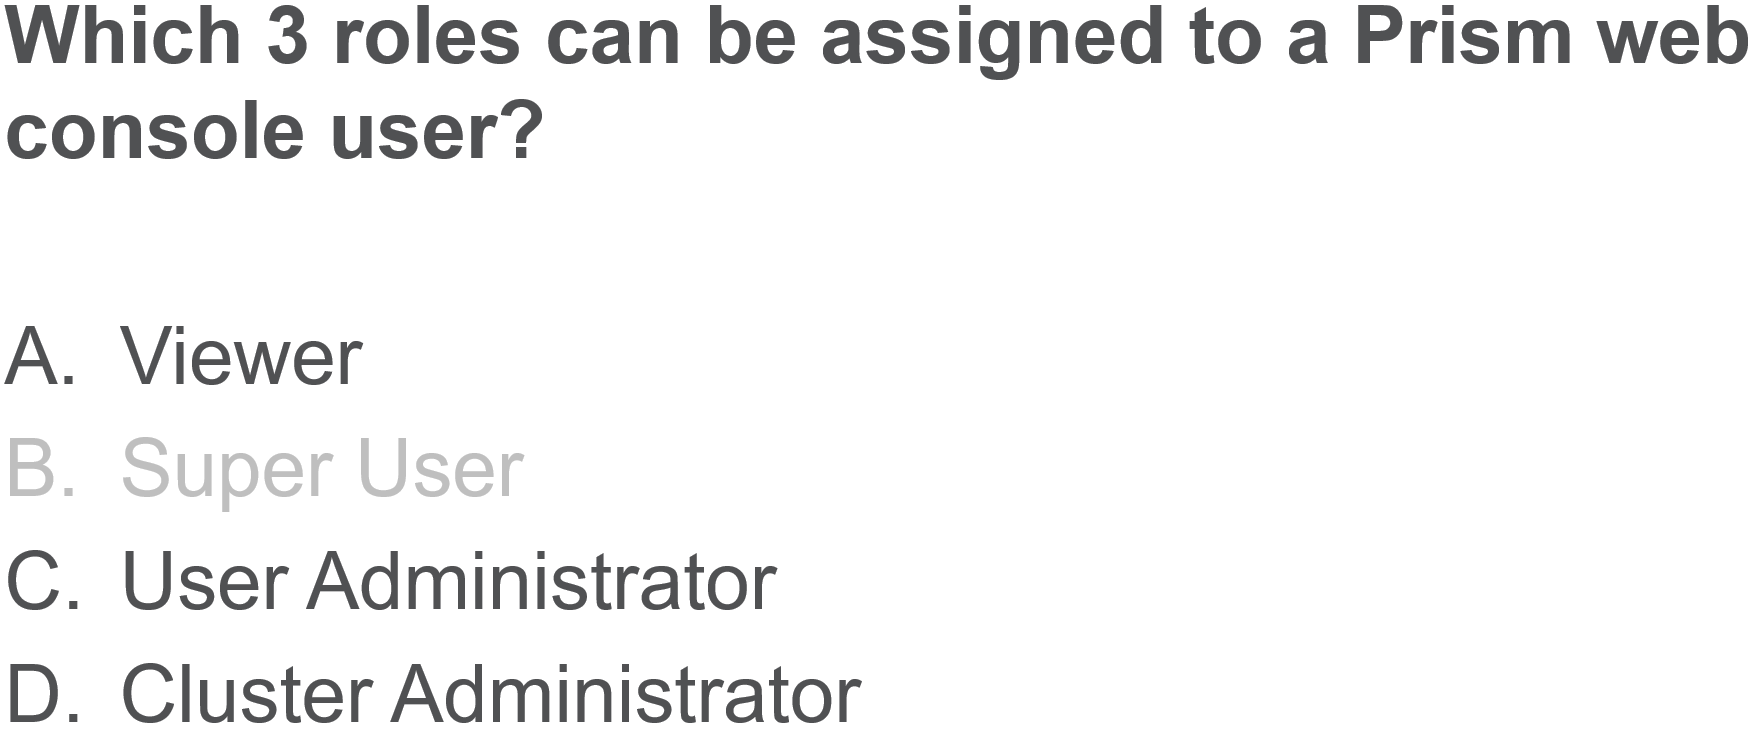 Which 3 roles can be assigned to a Prism web
console user?
A. Viewer
B. Super User
C. User Administrator
D. Cluster Administrator